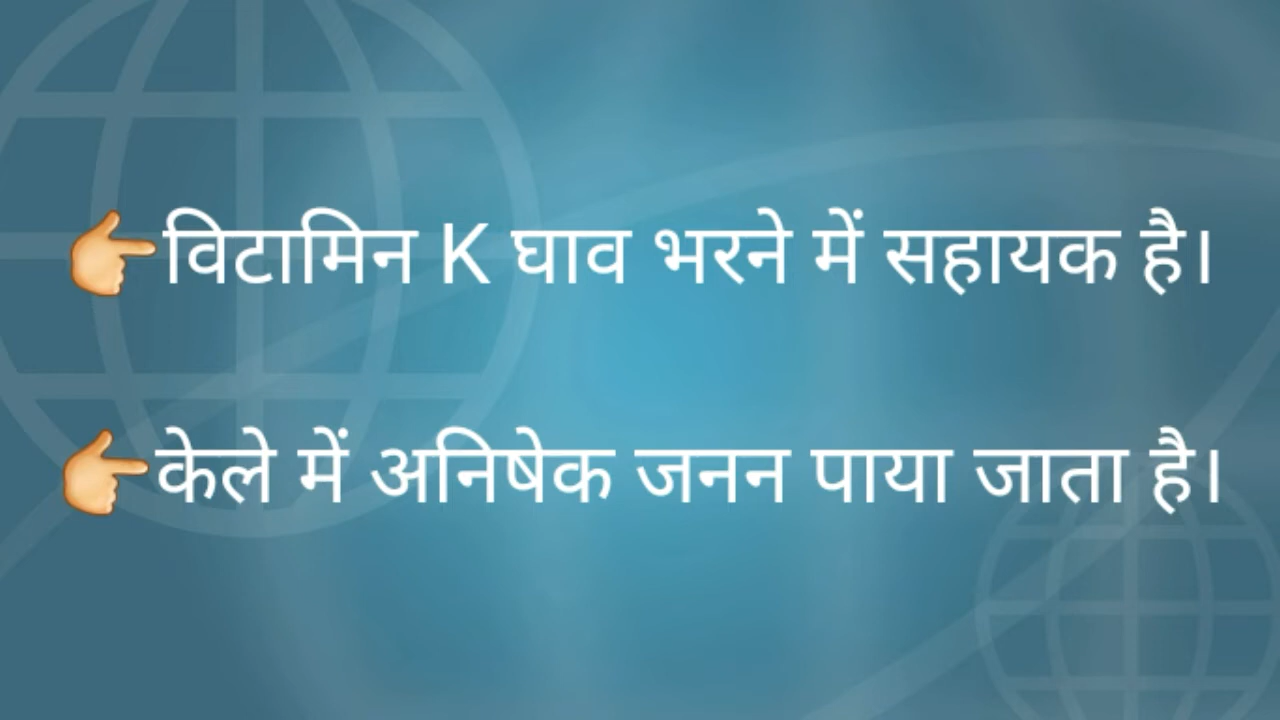 👉विटामिन K घाव भरने में सहायक है।
👉केले में अनिषेक जनन पाया जाता है।